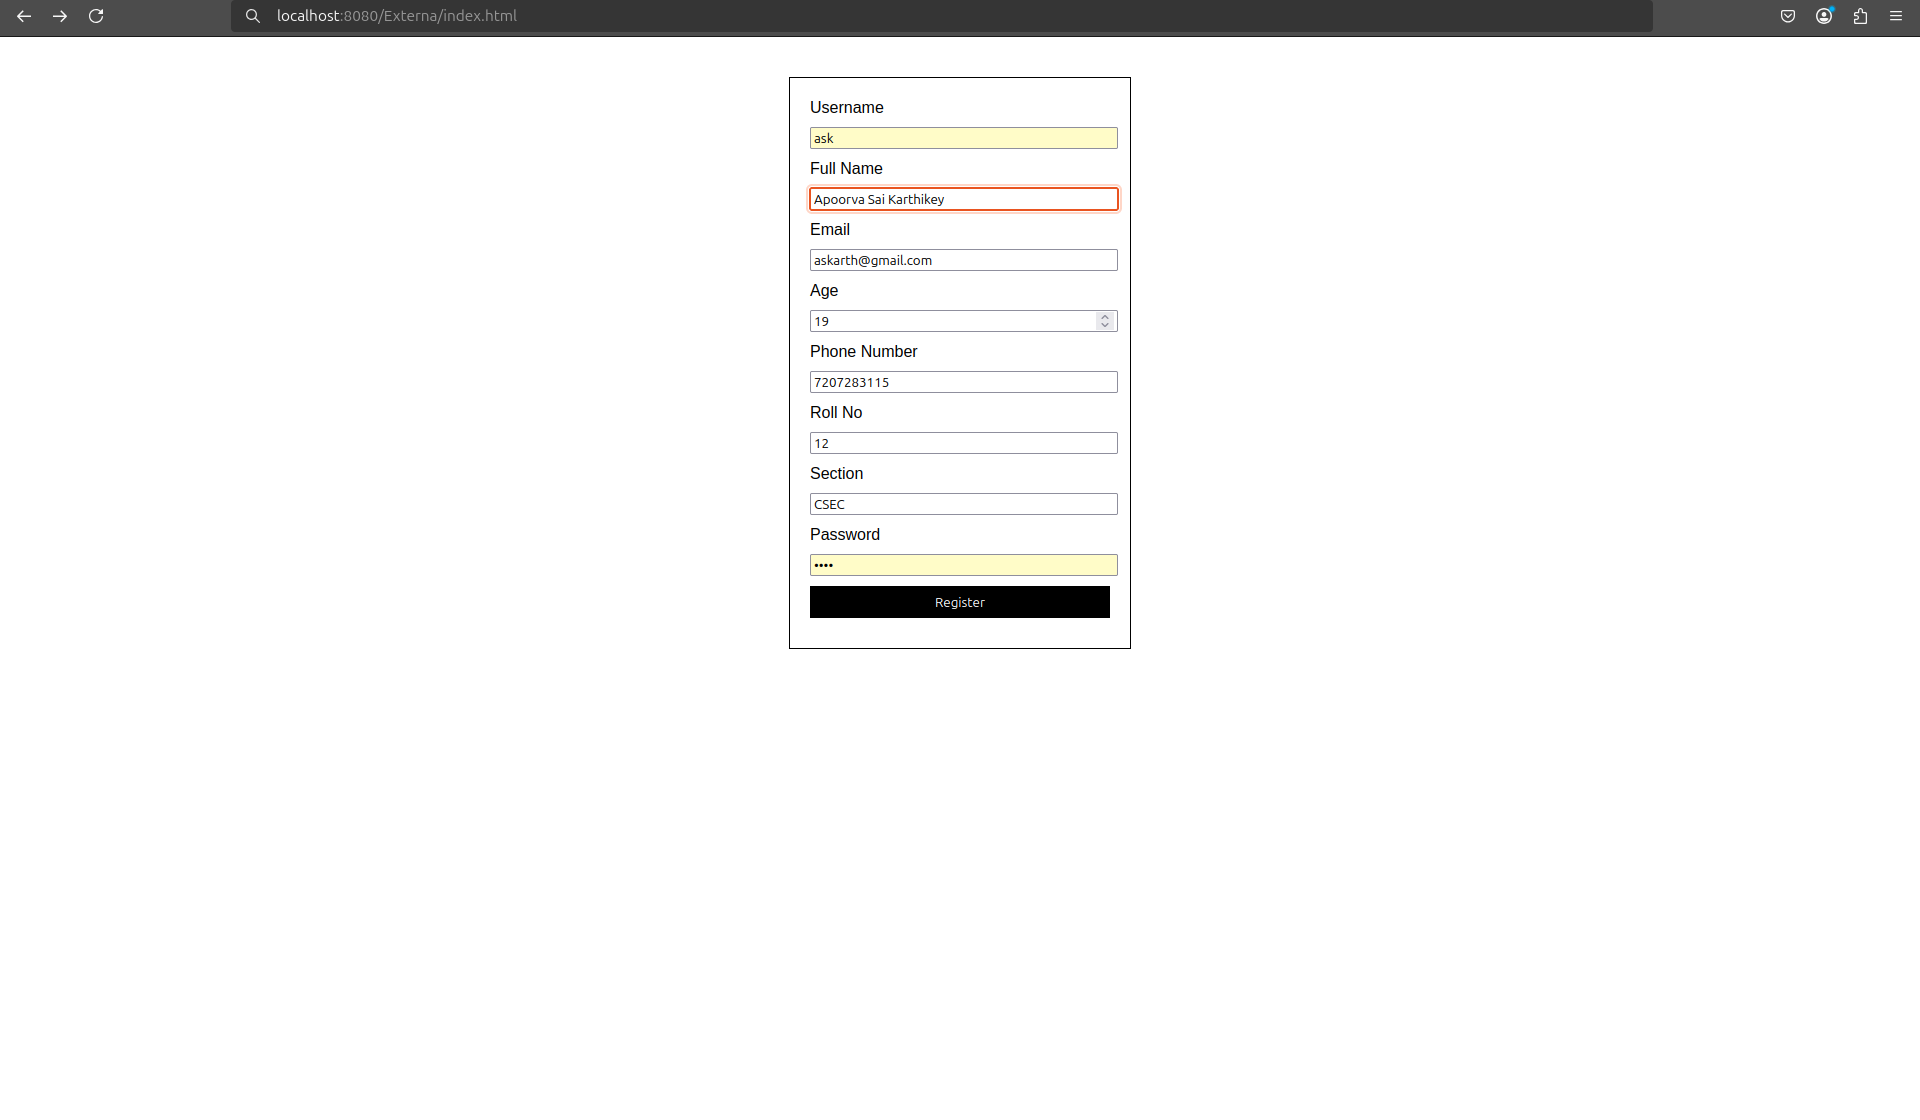 localhost:8080/Externa/index.html
Username
ask
Full Name
Apoorva Sai Karthikey
Email
askarth@gmail.com
Age
19
Phone Number
7207283115
Roll No
12
Section
CSEC
Password
••••
Register